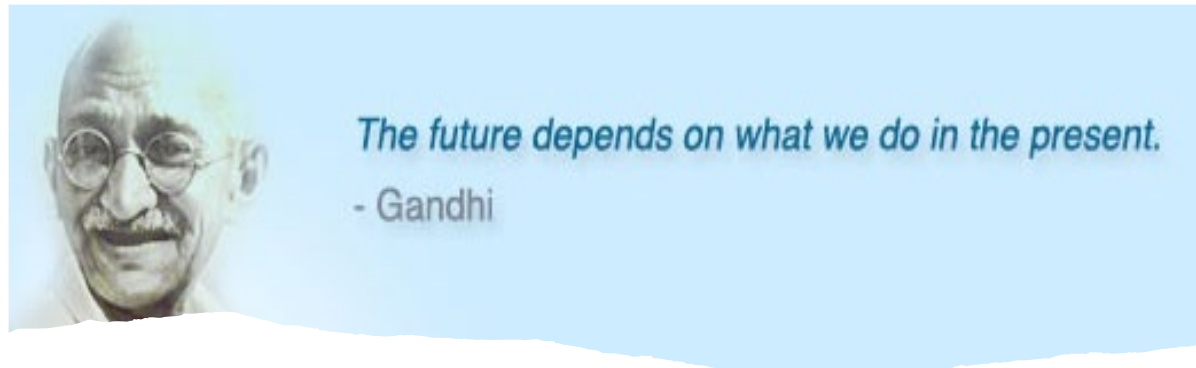 The future depends on what we do in the present.
- Gandhi